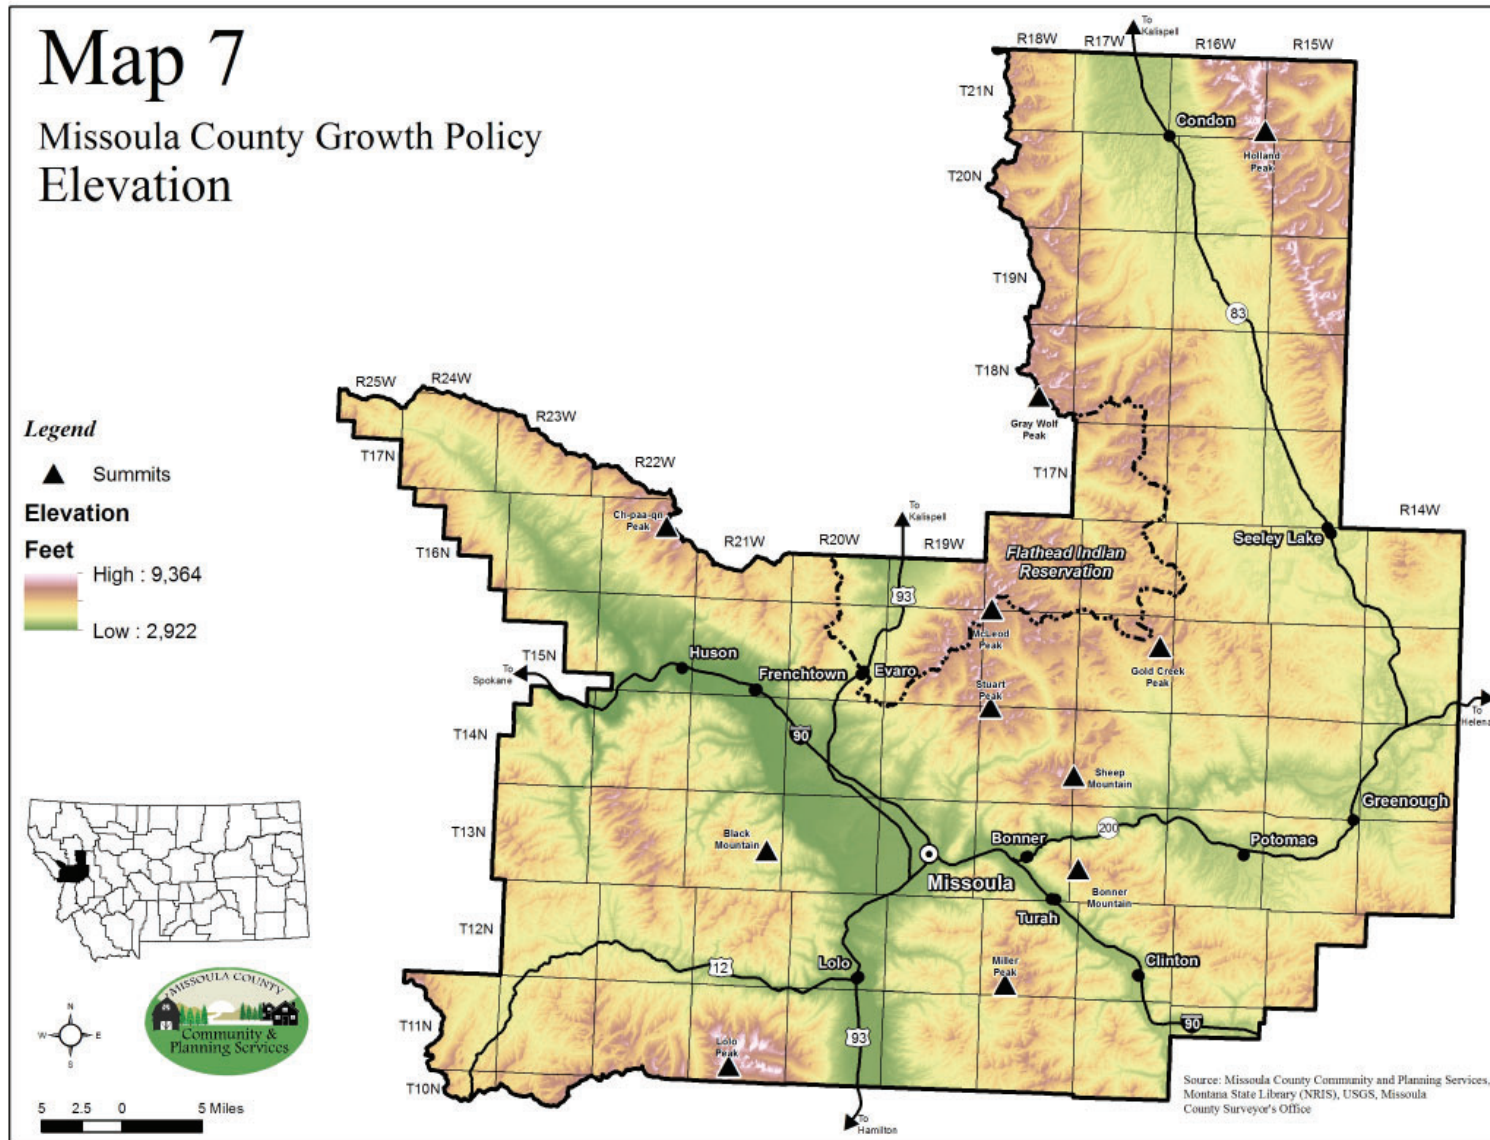 Map 7
Missoula County Growth Policy
Elevation
To
Kalispell
R18W
R17W
R16W
R15W
T21N
Condon
Holland
Peak
T20N
T19N
83
T18N
Gray Wolf
Peak
R25W
R24W
R23W
T17N
R22W
T17N
Legend
Summits
Elevation
Feet
High : 9,364
Low : 2,922
Ch-paa-qn
Peak
To
Kalispell
R14W
T16N
R21W
R20W
R19W
Flathead Indian
Reservation
Seeley Lake
93
McLeod
Peak
Gold Creek
Peak
T15N
To
Spokane
Huson
Frenchtown
Evaro
Stuart
Peak
To
Helena
T14N
90
Sheep
Mountain
Greenough
T13N
Black
Mountain
Bonner
200
Potomac
Missoula
Bonner
Mountain
Turah
T12N
Lolo
12
Miller
Peak
Clinton
MISSOULA COUNTY
Community &
Planning Services
N
W
E
S
T11N
93
90
Lolo
Peak
T10N
To
Hamilton
5
2.5
0
5 Miles
Source: Missoula County Community and Planning Services,
Montana State Library (NRIS), USGS, Missoula
County Surveyor's Office